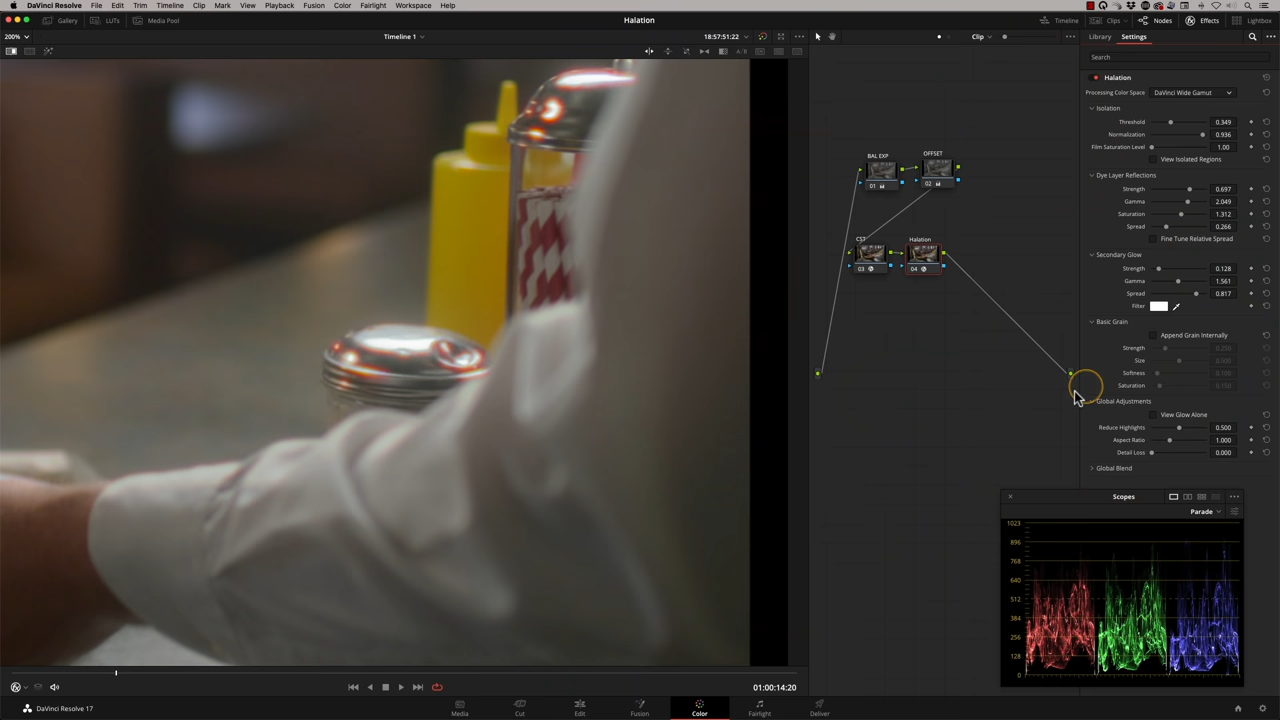 DaVinci Resolve File Edit Trim Timeline Clip Mark View Playback Fusion Color Fairlight Workspace Help
Gallery LUTs Media Pool Halation Timeline Clips Nodes Effects Lightbox
200% Timeline 1 18:57:51:22 Clip Library Settings
A/B
Search
Halation
Processing Color Space DaVinci Wide Gamut
Isolation
Threshold 0.349
Normalization 0.936
Film Saturation Level 1.00
View Isolated Regions
Dye Layer Reflections
Strength 0.697
Gamma 2.049
Saturation 1.312
Spread 0.266
Fine Tune Relative Spread
Secondary Glow
Strength 0.128
Gamma 1.561
Spread 0.817
Filter
Basic Grain
Append Grain Internally
Strength
Size
Softness
Saturation
Global Adjustments
View Glow Alone
Reduce Highlights 0.500
Aspect Ratio 1.000
Detail Loss 0.000
Global Blend
BAL EXP OFFSET
01 02
CST Halation
03 04
Scopes
Parade
1023
896
768
640
512
384
256
128
0
01:00:14:20
DaVinci Resolve 17 Media Cut Edit Fusion Color Fairlight Deliver